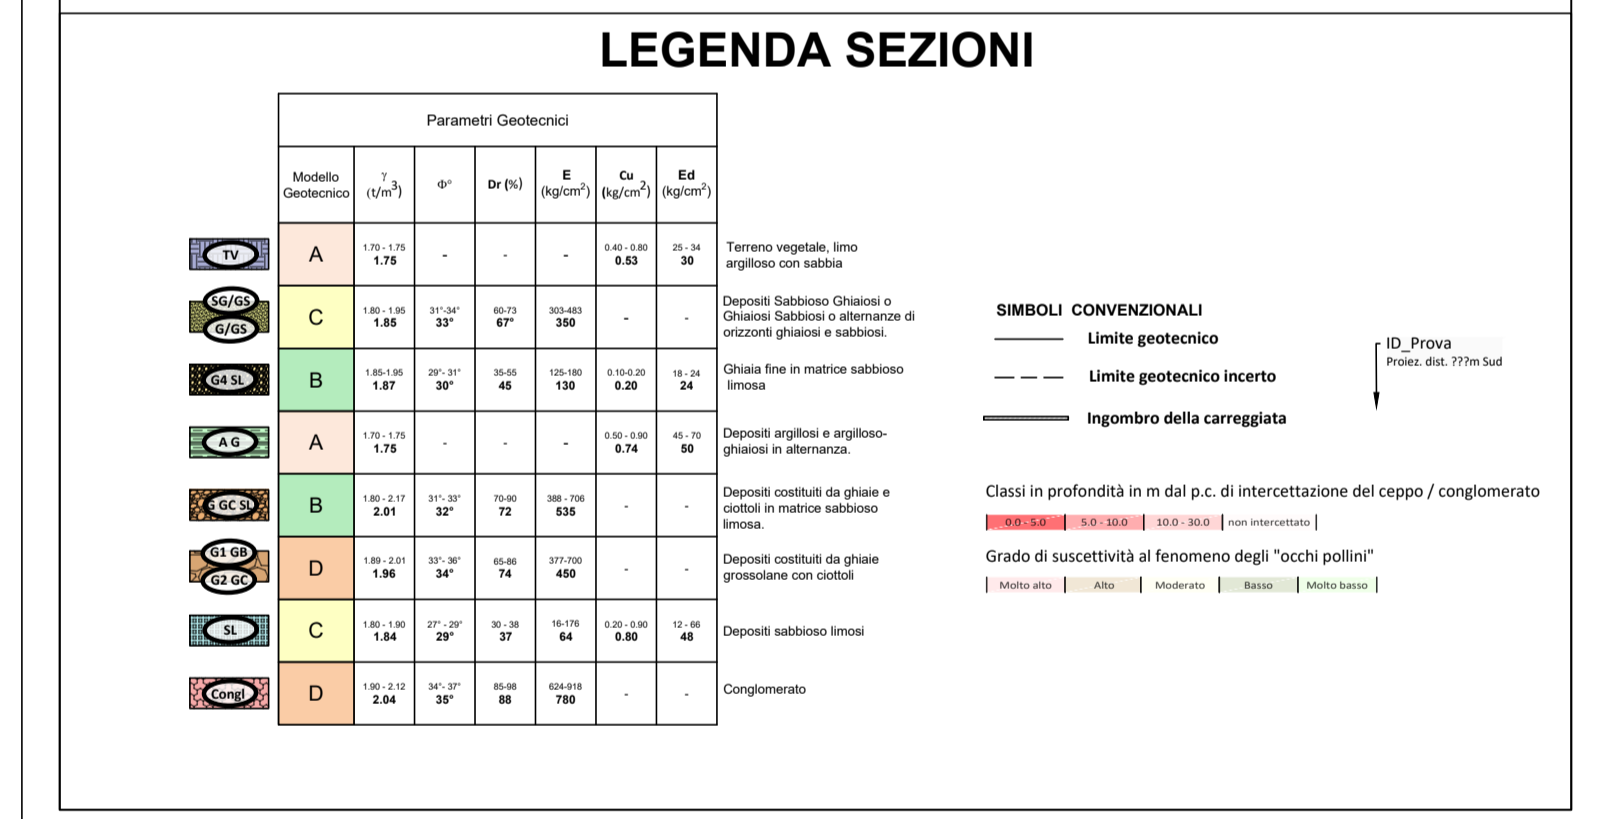 LEGENDA SEZIONI
Parametri Geotecnici
Modello
Geotecnico
γ
(t/m³)
Φ°
Dr (%)
E
(kg/cm²)
Cu
(kg/cm²)
Ed
(kg/cm²)
TV
A
1.70 - 1.75
1.75
-
-
-
0.40 - 0.80
0.53
25 - 34
30
Terreno vegetale, limo
argilloso con sabbia
SG/GS
G/GS
C
1.80 - 1.95
1.85
31°-34°
33°
60-73
67°
303-483
350
-
-
Depositi Sabbioso Ghiaiosi o
Ghiaiosi Sabbiosi o alternanze di
orizzonti ghiaiosi e sabbiosi.
G4 SL
B
1.85-1.95
1.87
29°- 31°
30°
35-55
45
125-180
130
0.10-0.20
0.20
18 - 24
24
Ghiaia fine in matrice sabbioso
limosa
A G
A
1.70 - 1.75
1.75
-
-
-
0.50 - 0.90
0.74
45 - 70
50
Depositi argillosi e argilloso-
ghiaiosi in alternanza.
G GC SL
B
1.80 - 2.17
2.01
31°- 33°
32°
70-90
72
388 - 706
535
-
-
Depositi costituiti da ghiaie e
ciottoli in matrice sabbioso
limosa.
G1 GB
G2 GC
D
1.89 - 2.01
1.96
33°- 36°
34°
65-86
74
377-700
450
-
-
Depositi costituiti da ghiaie
grossolane con ciottoli
SL
C
1.80 - 1.90
1.84
27° - 29°
29°
30 - 38
37
16-176
64
0.20 - 0.90
0.80
12 - 66
48
Depositi sabbioso limosi
Congl
D
1.90 - 2.12
2.04
34°- 37°
35°
85-98
88
624-918
780
-
-
Conglomerato
SIMBOLI CONVENZIONALI
Limite geotecnico
Limite geotecnico incerto
Ingombro della carreggiata
ID_Prova
Proiez. dist. ???m Sud
Classi in profondità in m dal p.c. di intercettazione del ceppo / conglomerato
0.0 - 5.0
5.0 - 10.0
10.0 - 30.0
non intercettato
Grado di suscettività al fenomeno degli "occhi pollini"
Molto alto
Alto
Moderato
Basso
Molto basso